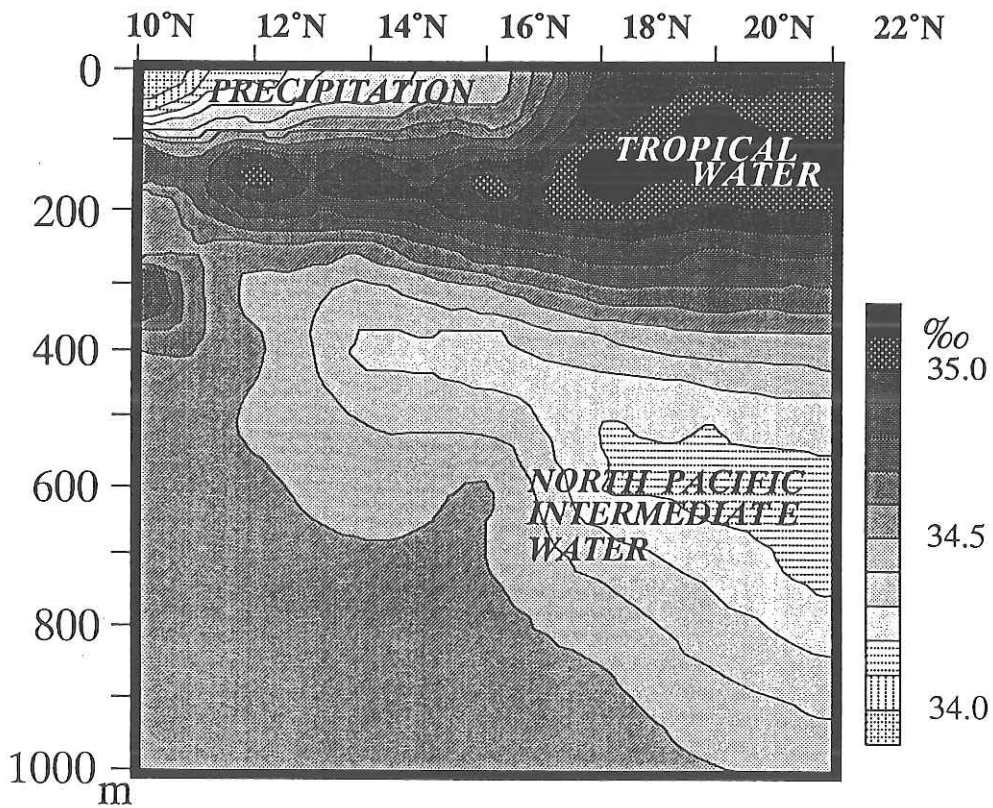 10°N 12°N 14°N 16°N 18°N 20°N 22°N
0
200
400
600
800
1000
m
PRECIPITATION
TROPICAL
WATER
NORTH PACIFIC
INTERMEDIATE
WATER
‰
35.0
34.5
34.0